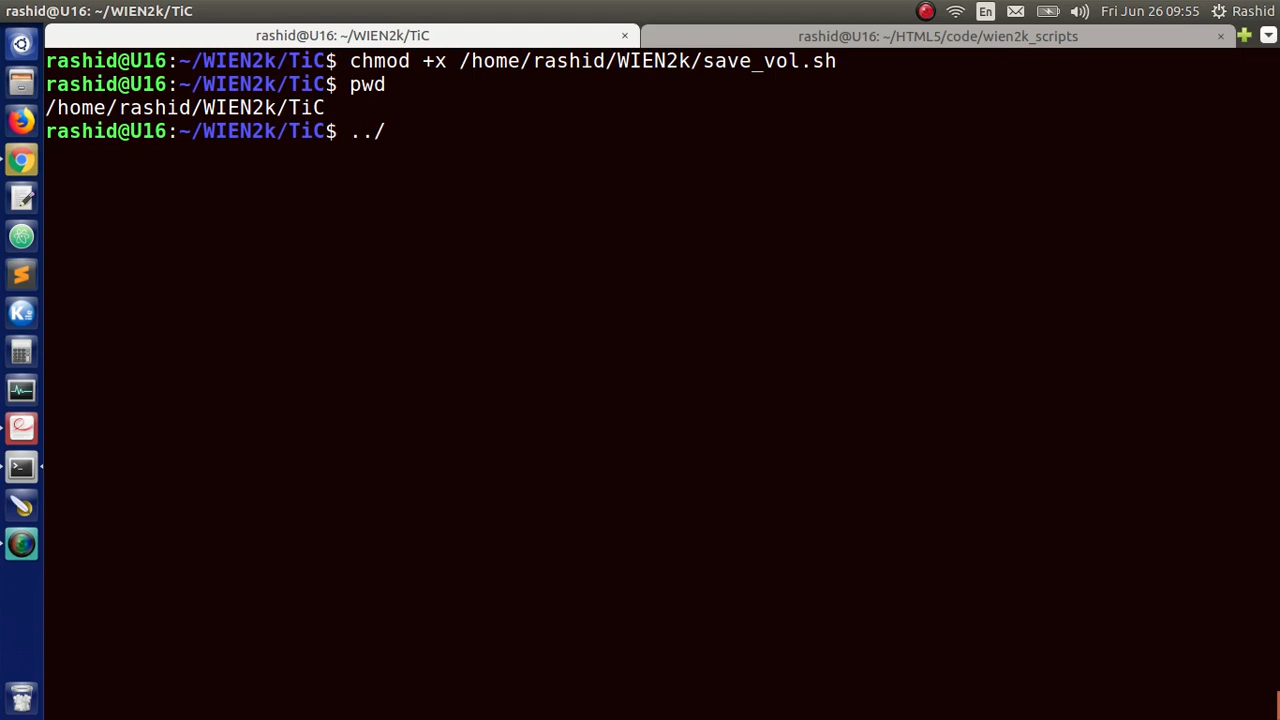 rashid@U16: ~/WIEN2k/TiC
En
Fri Jun 26 09:55
Rashid
rashid@U16: ~/WIEN2k/TiC ×
rashid@U16: ~/HTML5/code/wien2k_scripts ×
rashid@U16:~/WIEN2k/TiC$ chmod +x /home/rashid/WIEN2k/save_vol.sh
rashid@U16:~/WIEN2k/TiC$ pwd
/home/rashid/WIEN2k/TiC
rashid@U16:~/WIEN2k/TiC$ ../